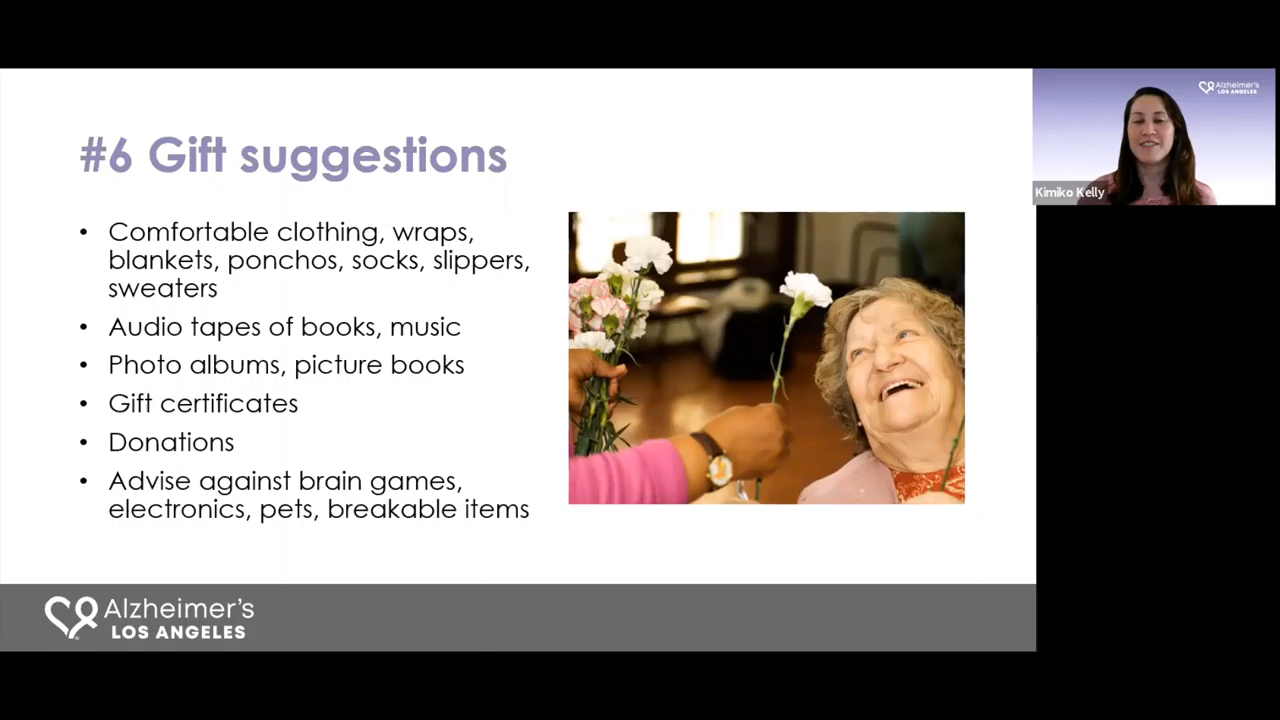 #6 Gift suggestions
• Comfortable clothing, wraps,
blankets, ponchos, socks, slippers,
sweaters
• Audio tapes of books, music
• Photo albums, picture books
• Gift certificates
• Donations
• Advise against brain games,
electronics, pets, breakable items
Alzheimer's
LOS ANGELES
Alzheimer's
LOS ANGELES
Kimiko Kelly